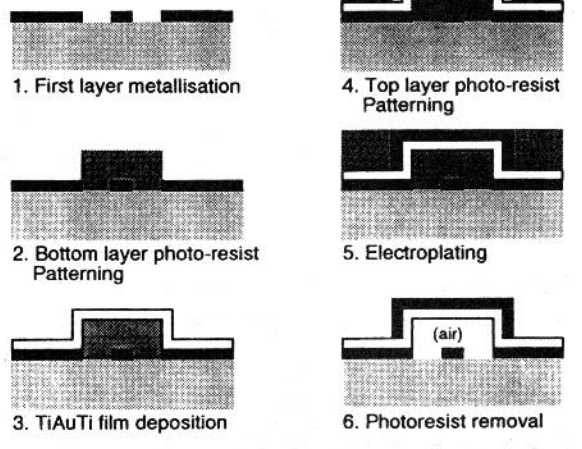 1. First layer metallisation
2. Bottom layer photo-resist
Patterning
3. TiAuTi film deposition
4. Top layer photo-resist
Patterning
5. Electroplating
(air)
6. Photoresist removal